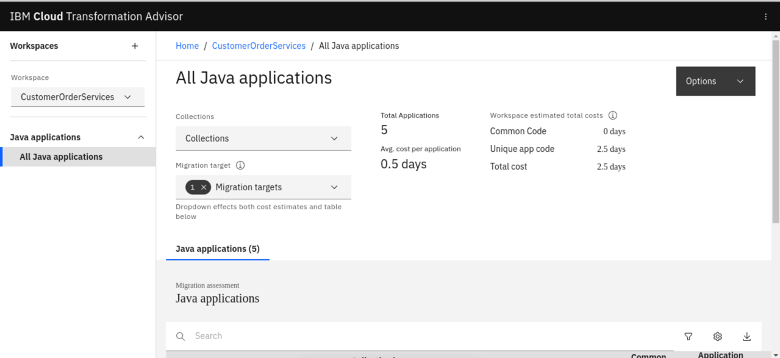 IBM Cloud Transformation Advisor
Workspaces
Home / CustomerOrderServices / All Java applications
Workspace
CustomerOrderServices
Java applications
All Java applications
All Java applications
Options
Collections
Collections
Migration target
1 × Migration targets
Dropdown effects both cost estimates and table
below
Total Applications
5
Avg. cost per application
0.5 days
Workspace estimated total costs
Common Code 0 days
Unique app code 2.5 days
Total cost 2.5 days
Java applications (5)
Migration assessment
Java applications
Search
Common
Application